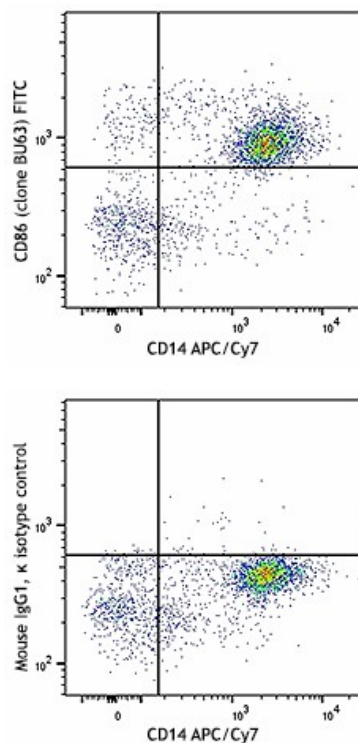 CD86 (clone BU63) FITC
10³
10²
0
10³
10⁴
CD14 APC/Cy7
Mouse IgG1, κ isotype control
10³
10²
0
10³
10⁴
CD14 APC/Cy7